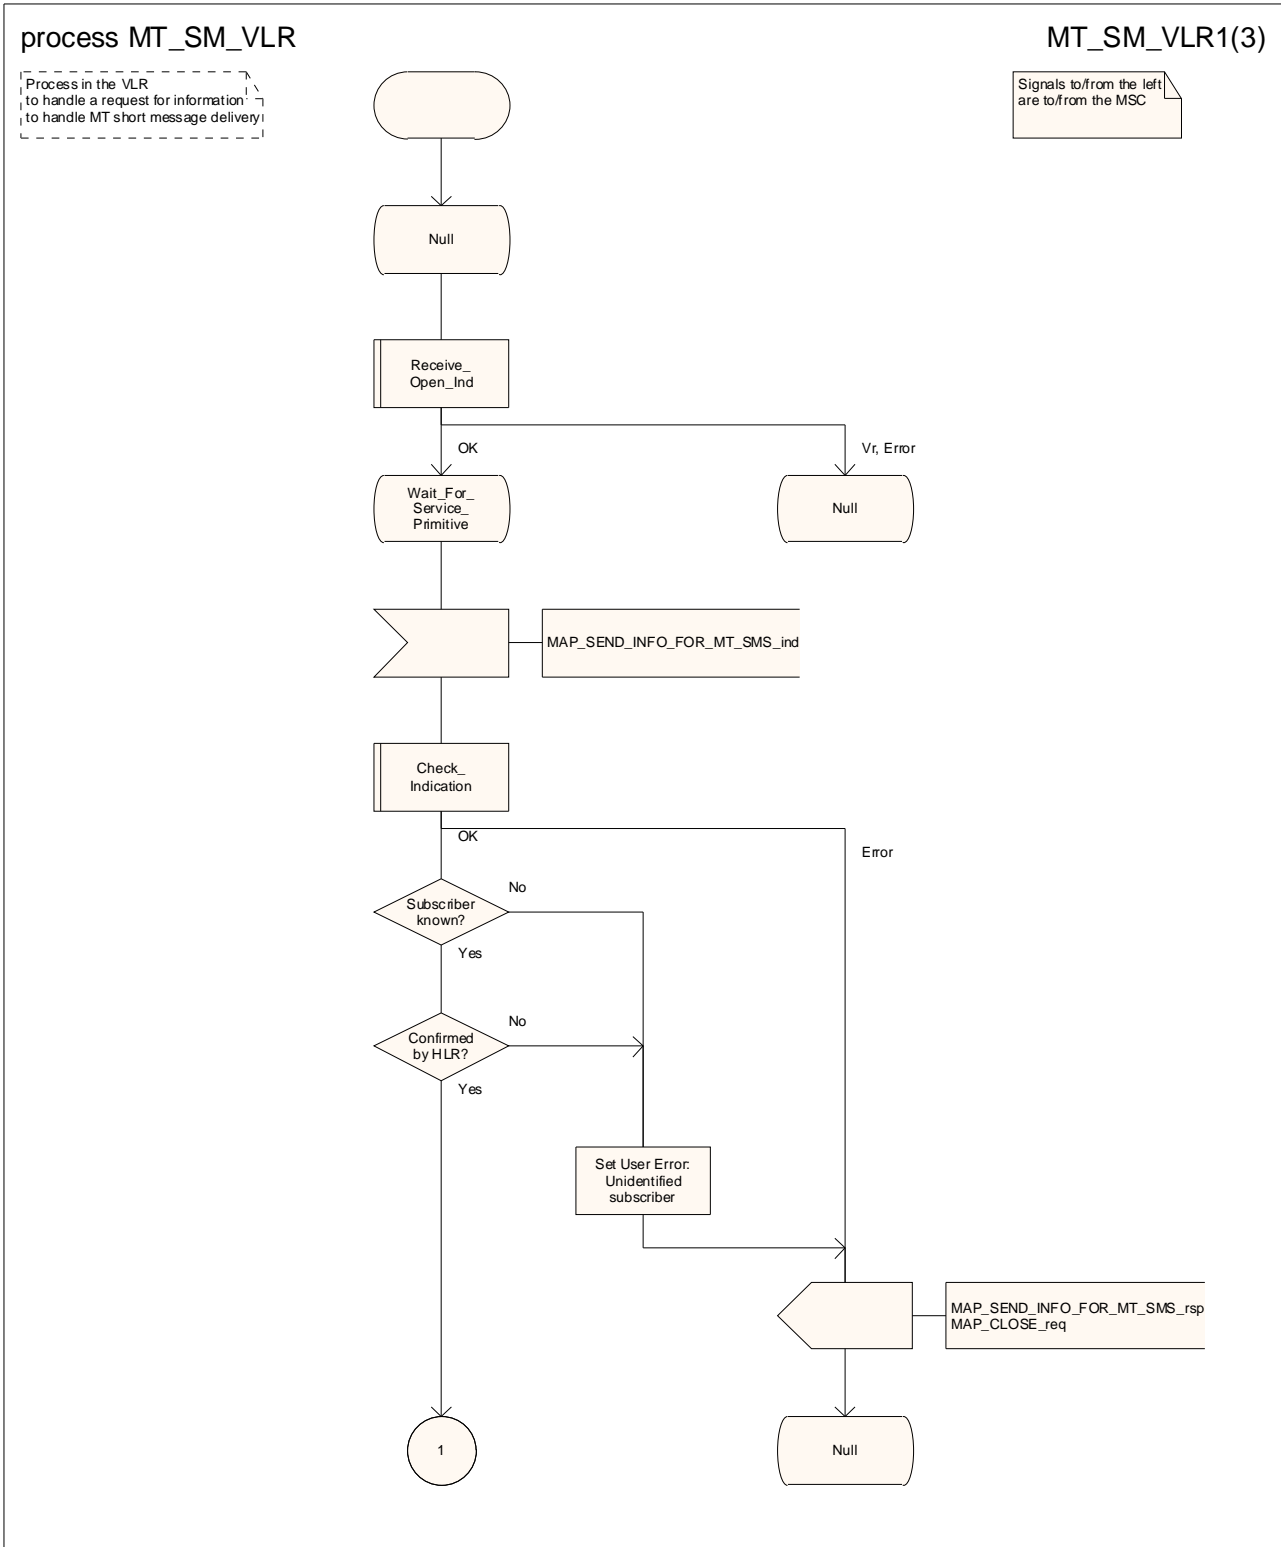 process MT_SM_VLR
MT_SM_VLR1(3)
Process in the VLR
to handle a request for information
to handle MT short message delivery
Signals to/from the left
are to/from the MSC
Null
Receive_
Open_Ind
OK
Vr, Error
Wait_For_
Service_
Primitive
Null
MAP_SEND_INFO_FOR_MT_SMS_ind
Check_
Indication
OK
Error
No
Subscriber
known?
Yes
No
Confirmed
by HLR?
Yes
Set User Error:
Unidentified
subscriber
MAP_SEND_INFO_FOR_MT_SMS_rsp
MAP_CLOSE_req
1
Null